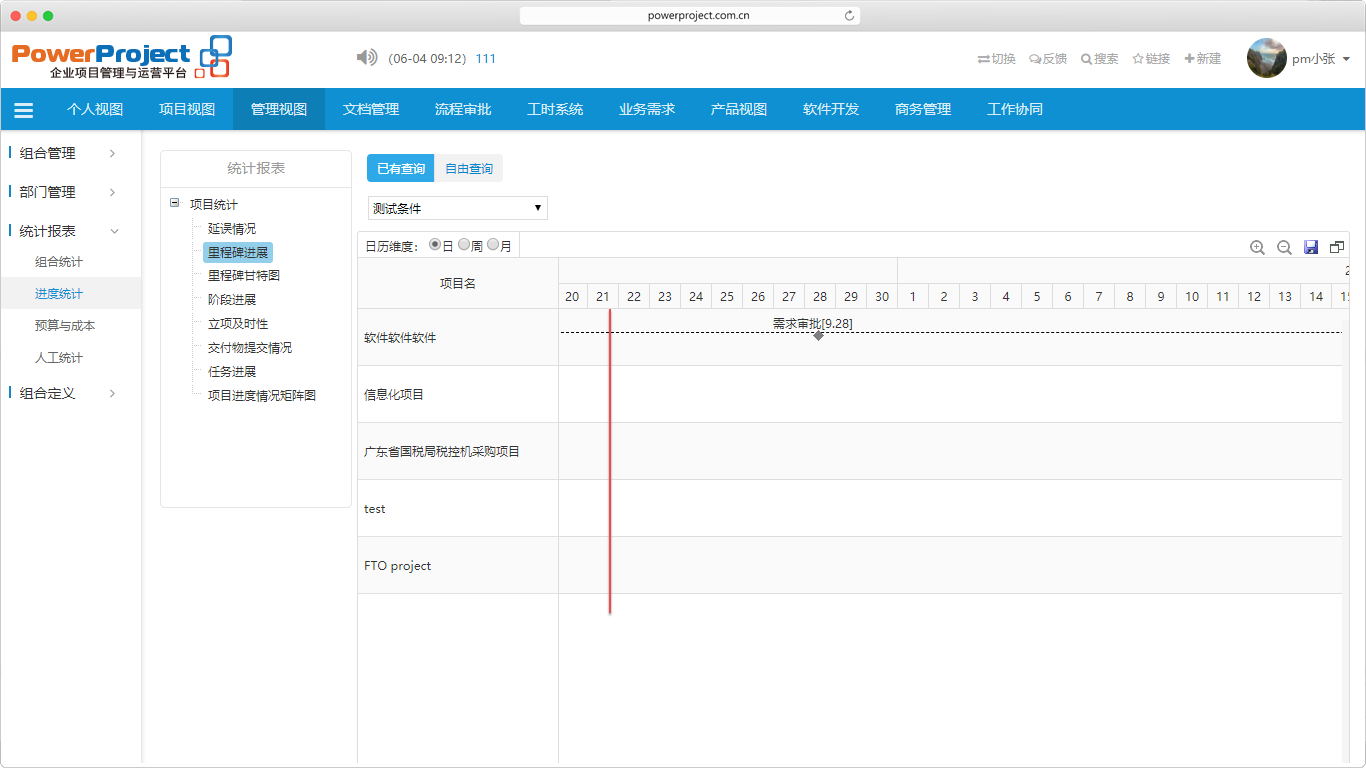 powerproject.com.cn
PowerProject
企业项目管理与运营平台
(06-04 09:12) 111
切换 反馈 搜索 链接 新建
pm小张
个人视图 项目视图 管理视图 文档管理 流程审批 工时系统 业务需求 产品视图 软件开发 商务管理 工作协同
组合管理
部门管理
统计报表
组合统计
进度统计
预算与成本
人工统计
组合定义
统计报表
项目统计
延误情况
里程碑进展
里程碑甘特图
阶段进展
立项及时性
交付物提交情况
任务进展
项目进度情况矩阵图
已有查询 自由查询
测试条件
日历维度: 日 周 月
项目名
20 21 22 23 24 25 26 27 28 29 30 1 2 3 4 5 6 7 8 9 10 11 12 13 14 15
需求审批[9.28]
软件软件软件
信息化项目
广东省国税局税控机采购项目
test
FTO project